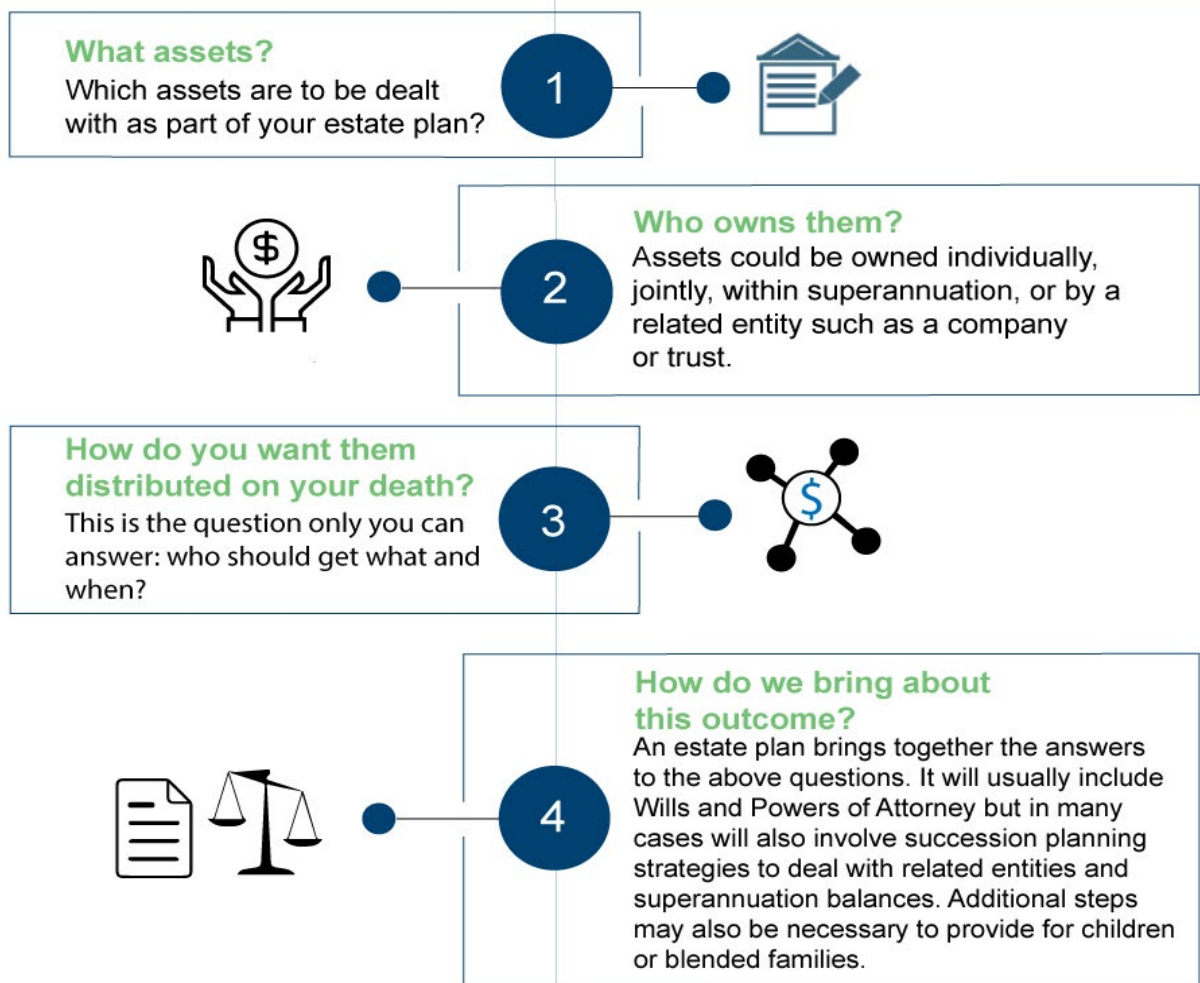 What assets?
Which assets are to be dealt
with as part of your estate plan?
1
$
2
Who owns them?
Assets could be owned individually,
jointly, within superannuation, or by a
related entity such as a company
or trust.
How do you want them
distributed on your death?
This is the question only you can
answer: who should get what and
when?
3
$
4
How do we bring about
this outcome?
An estate plan brings together the answers
to the above questions. It will usually include
Wills and Powers of Attorney but in many
cases will also involve succession planning
strategies to deal with related entities and
superannuation balances. Additional steps
may also be necessary to provide for children
or blended families.